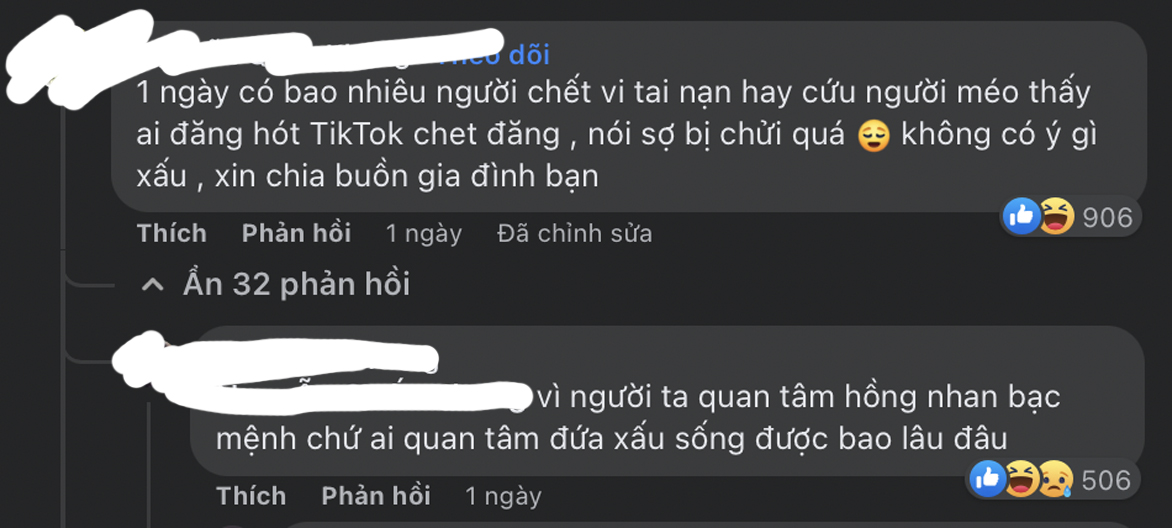 dõi
1 ngày có bao nhiêu người chết vi tai nạn hay cứu người méo thấy
ai đăng hót TikTok chet đăng , nói sợ bị chửi quá 😌 không có ý gì
xấu , xin chia buồn gia đình bạn
906
Thích Phản hồi 1 ngày Đã chỉnh sửa
Ẩn 32 phản hồi
vì người ta quan tâm hồng nhan bạc
mệnh chứ ai quan tâm đứa xấu sống được bao lâu đâu
506
Thích Phản hồi 1 ngày